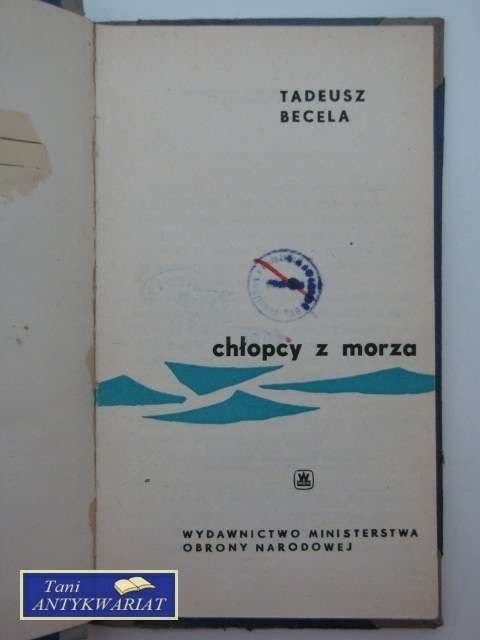 TADEUSZ
BECELA
chłopcy z morza
WYDAWNICTWO MINISTERSTWA
OBRONY NARODOWEJ
Tani
ANTYKWARIAT